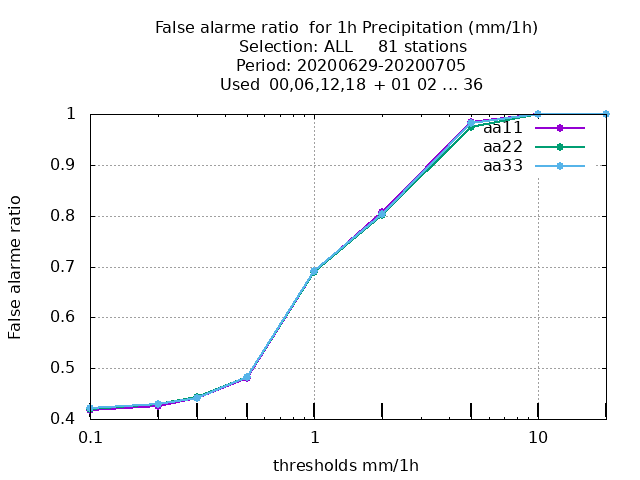 False alarme ratio  for 1h Precipitation (mm/1h)
Selection: ALL     81 stations
Period: 20200629-20200705
Used  00,06,12,18  + 01 02 ... 36
1
0.9
0.8
0.7
0.6
0.5
0.4
False alarme ratio
aa11
aa22
aa33
0.1 1 10
thresholds mm/1h